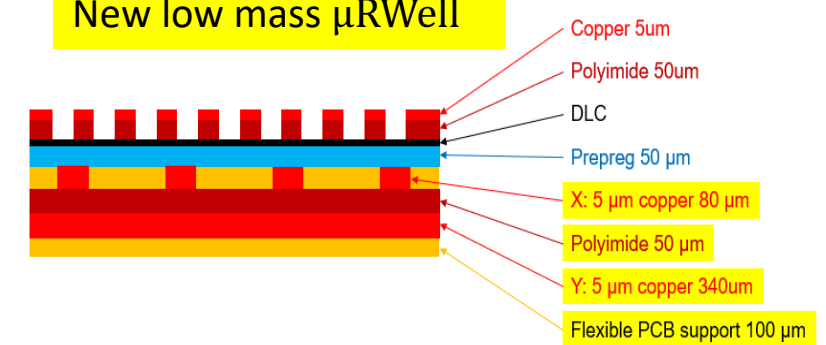 New low mass µRWell
Copper 5um
Polyimide 50um
DLC
Prepreg 50 µm
X: 5 µm copper 80 µm
Polyimide 50 µm
Y: 5 µm copper 340um
Flexible PCB support 100 µm